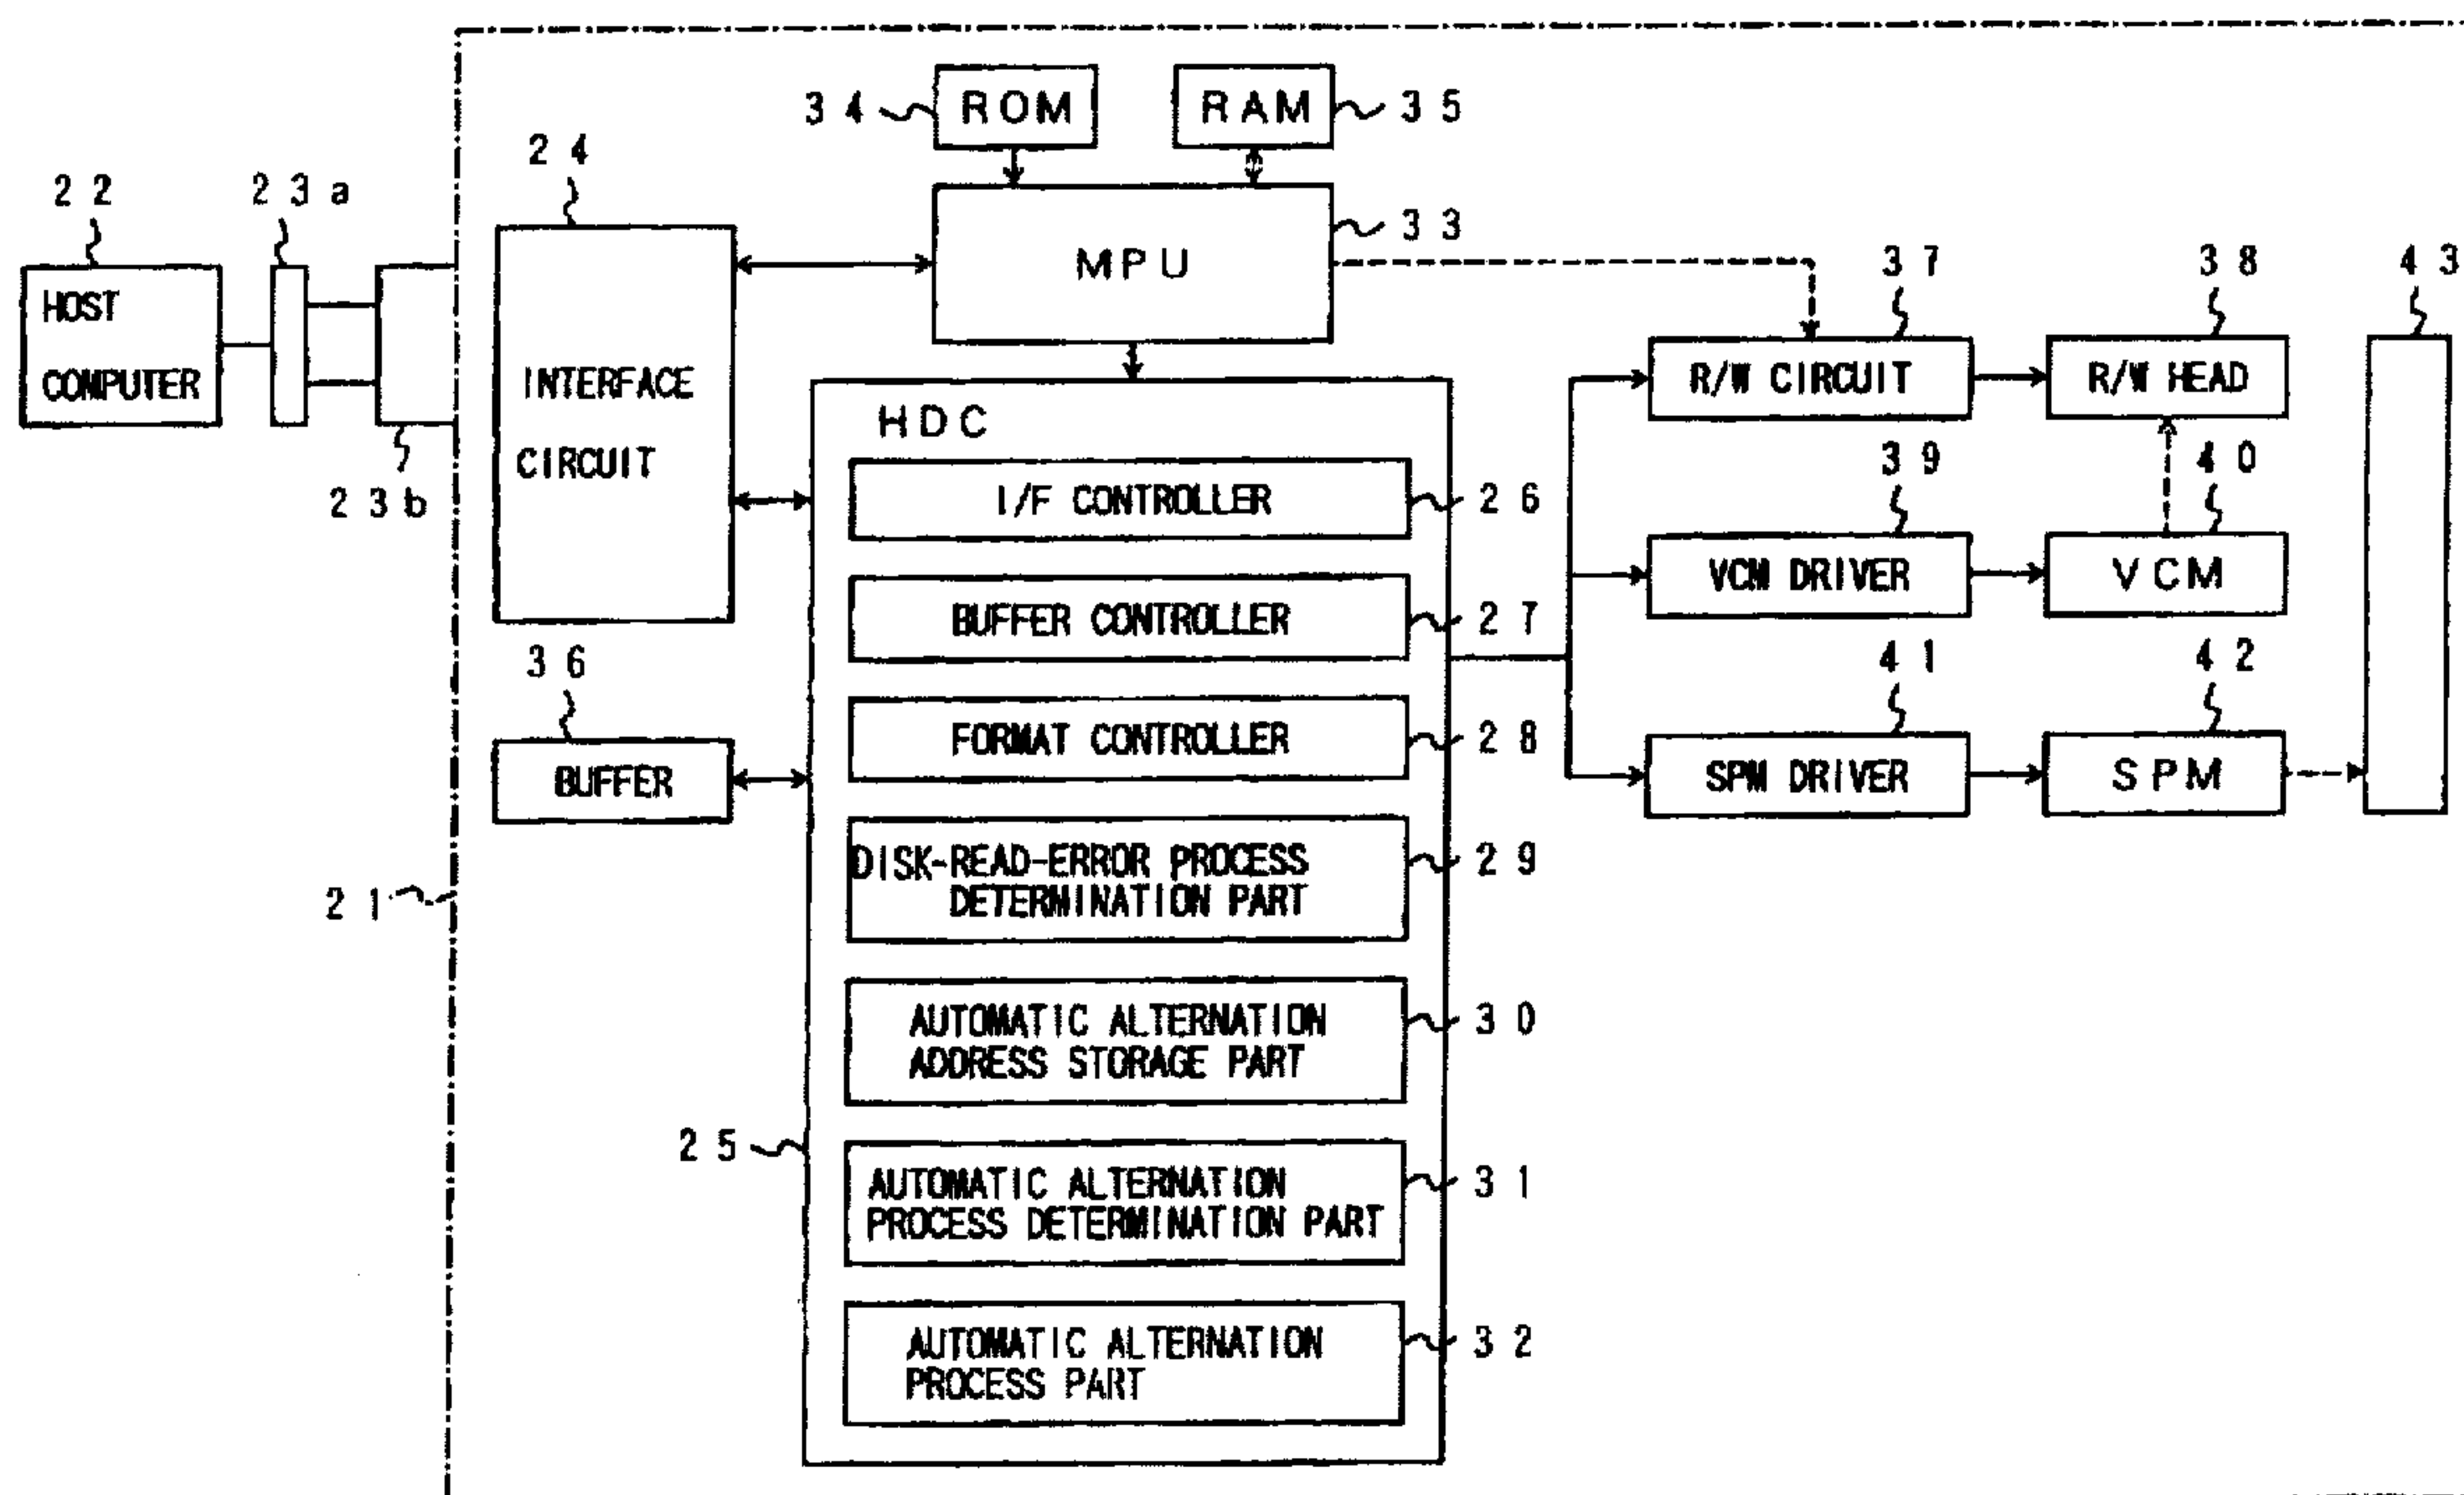 34
ROM
RAM
35
24
22
23a
MPU
33
37
38
43
HOST
COMPUTER
23b
INTERFACE
CIRCUIT
R/W CIRCUIT
R/W HEAD
HDC
I/F CONTROLLER
26
39
40
BUFFER CONTROLLER
27
VCM DRIVER
VCM
36
BUFFER
FORMAT CONTROLLER
28
41
42
SPM DRIVER
SPM
21
DISK-READ-ERROR PROCESS
DETERMINATION PART
29
AUTOMATIC ALTERNATION
ADDRESS STORAGE PART
30
25
AUTOMATIC ALTERNATION
PROCESS DETERMINATION PART
31
AUTOMATIC ALTERNATION
PROCESS PART
32